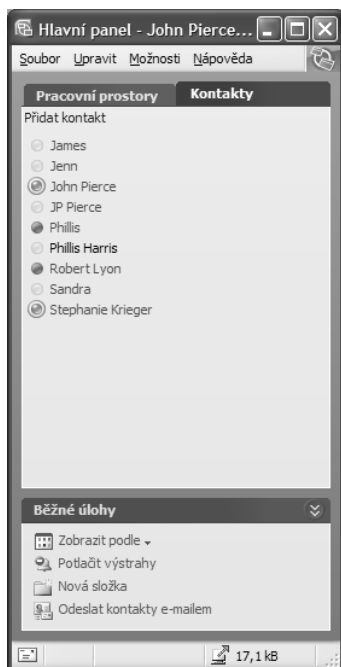 Hlavní panel - John Pierce...
Soubor Upravit Možnosti Nápověda
Pracovní prostory Kontakty
Přidat kontakt
James
Jenn
John Pierce
JP Pierce
Phillis
Phillis Harris
Robert Lyon
Sandra
Stephanie Krieger
Běžné úlohy
Zobrazit podle
Potlačit výstrahy
Nová složka
Odeslat kontakty e-mailem
17,1 kB